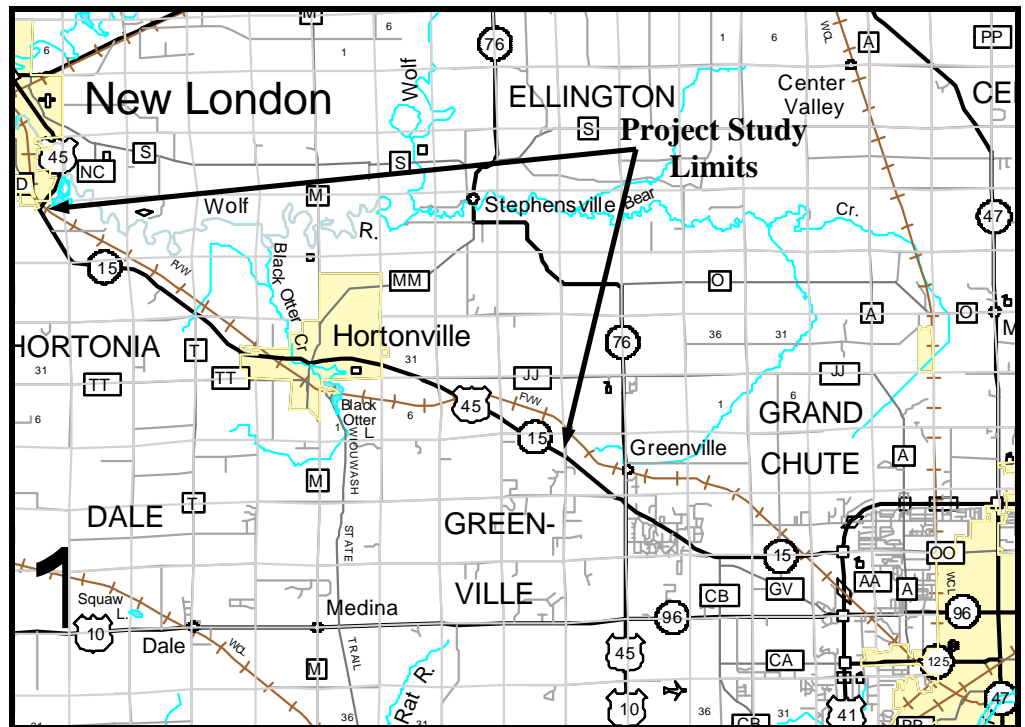 6
M
1
76
1
6
WCL
A
PP
New London
Wolf
ELLINGTON
Center
Valley
CE
S
Project Study
Limits
45
NC
S
S
D
M
Wolf
R.
Stephensville
Bear
Cr.
47
15
FVW
Black Otter
Cr
MM
O
A
O
M
HORTONIA
Hortonville
76
36
31
31
T
31
TT
TT
JJ
JJ
6
Black
Otter
L.
1
6
45
FVW
1
6
GRAND
15
Greenville
CHUTE
A
WIOUWASH
M
T
DALE
STATE
GREEN-
15
OO
1
VILLE
CB
GV
AA
A
WCL
Squaw
L.
Medina
96
96
10
Dale
WCL
TRAIL
M
45
CA
125
Rat R.
36
31
36
31
10
CB
41
47
BB